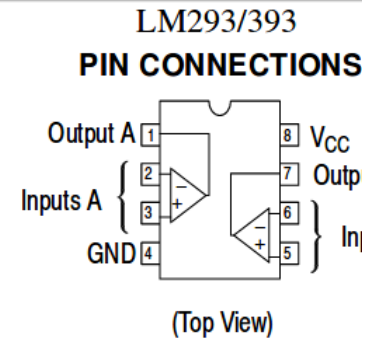 LM293/393
PIN CONNECTIONS
Output A 1
8 VCC
2 −
7 Outp
Inputs A
3 +
− 6
Inp
GND 4
+ 5
(Top View)